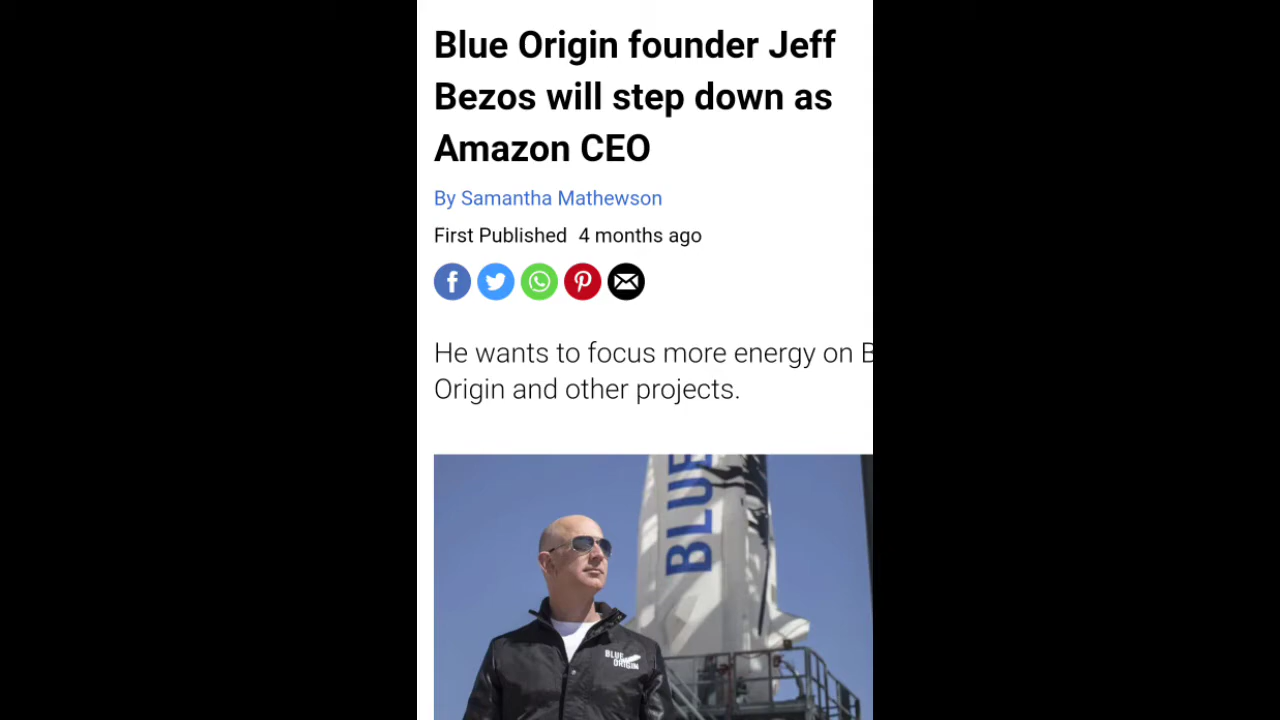 Blue Origin founder Jeff
Bezos will step down as
Amazon CEO
By Samantha Mathewson
First Published 4 months ago
He wants to focus more energy on
Origin and other projects.
BLUE
BLUE
ORIGIN